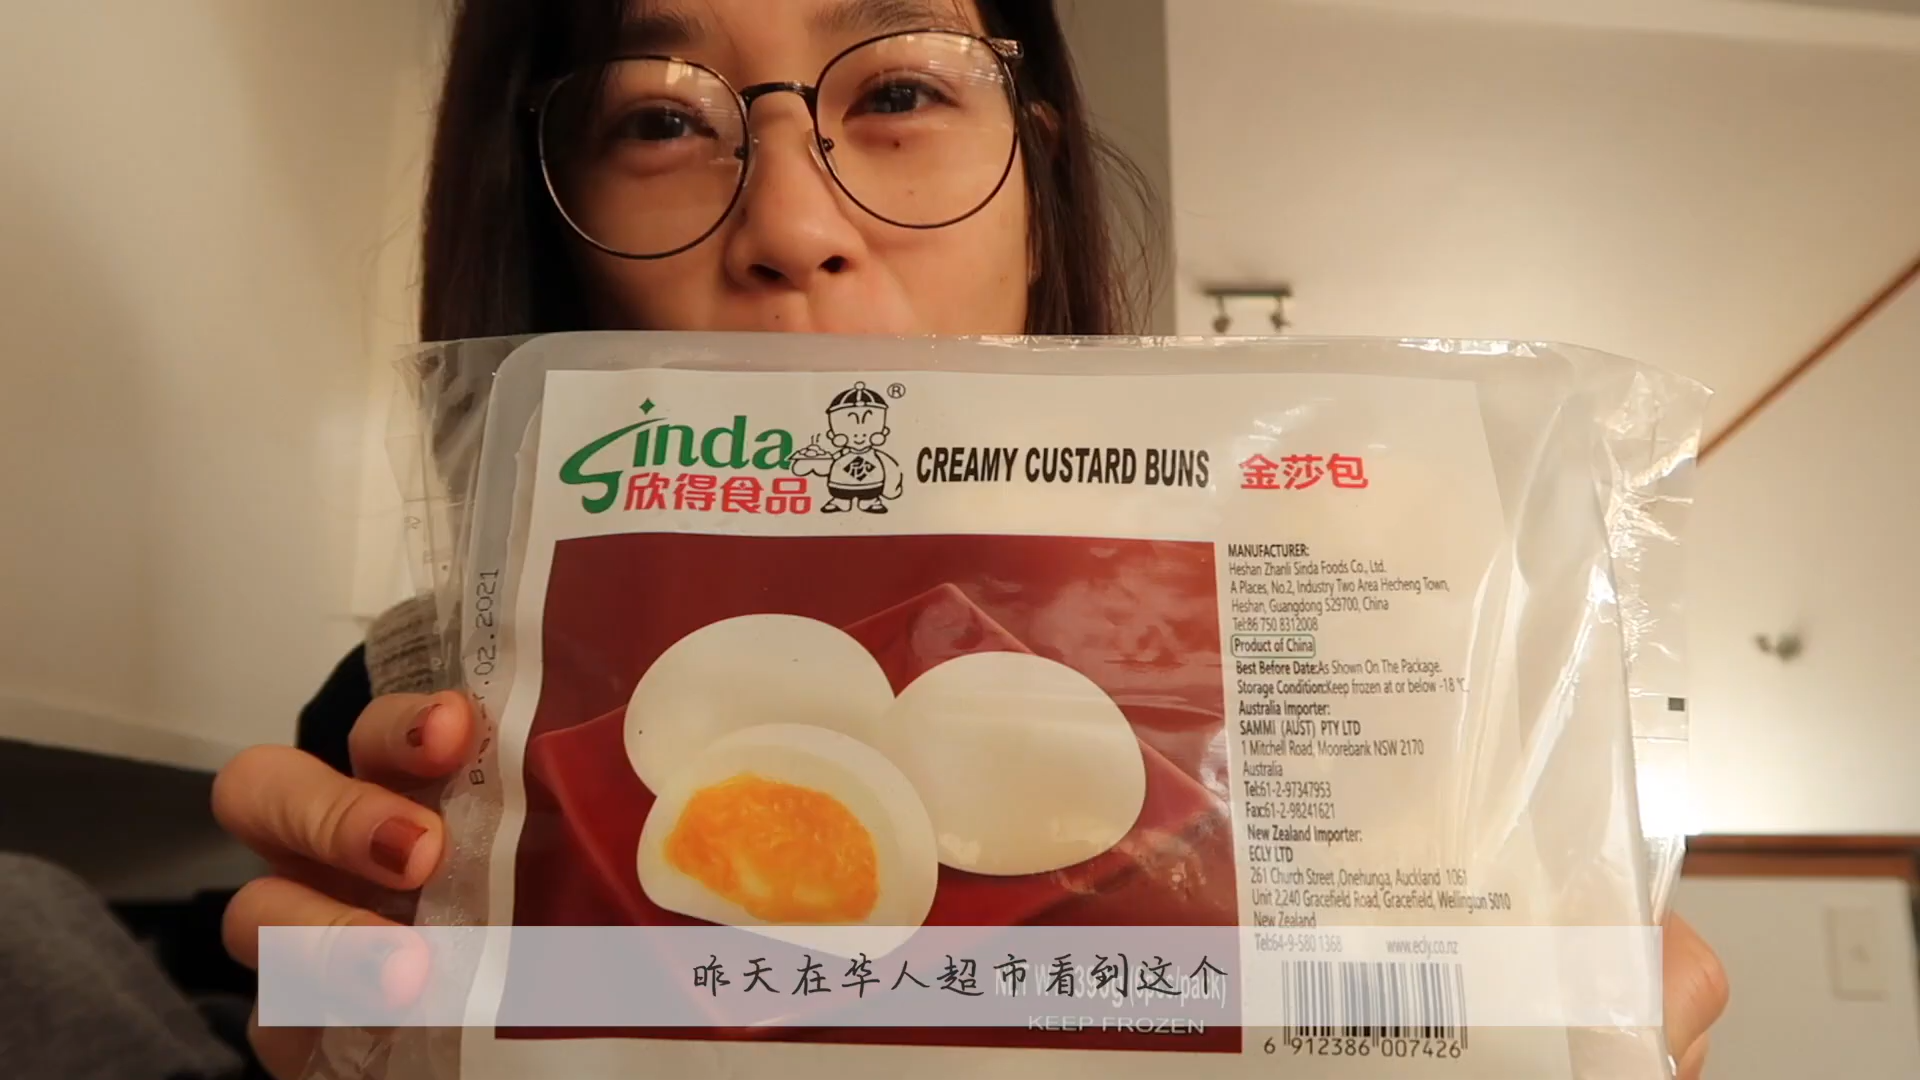 Sinda
欣得食品
®
CREAMY CUSTARD BUNS 金莎包
MANUFACTURER:
Heshan Zhanli Sinda Foods Co., Ltd.
A Places, No.2, Industry Two Area Hecheng Town,
Heshan, Guangdong 529700, China
Tel:86 750 8312008
Product of China
Best Before Date:As Shown On The Package.
Storage Condition:Keep frozen at or below -18 ℃
Australia Importer:
SAMMI (AUST) PTY LTD
1 Mitchell Road, Moorebank NSW 2170
Australia
Tel:61-2-97347953
Fax:61-2-98241621
New Zealand Importer:
ECLY LTD
261 Church Street ,Onehunga, Auckland 1061
Unit 2,240 Gracefield Road, Gracefield, Wellington 5010
New Zealand
Tel:64-9-580 1368 www.ecly.co.nz
02.2021
昨天在华人超市看到这个
KEEP FROZEN
6 912386 007426